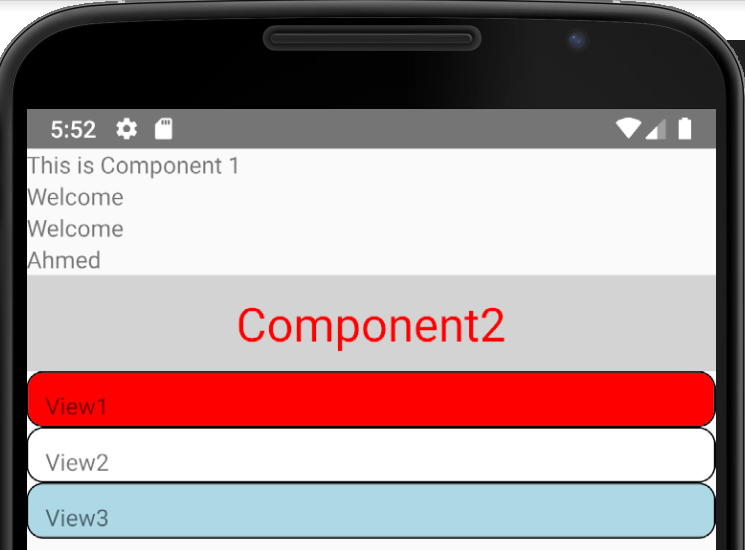 5:52
This is Component 1
Welcome
Welcome
Ahmed
Component2
View1
View2
View3